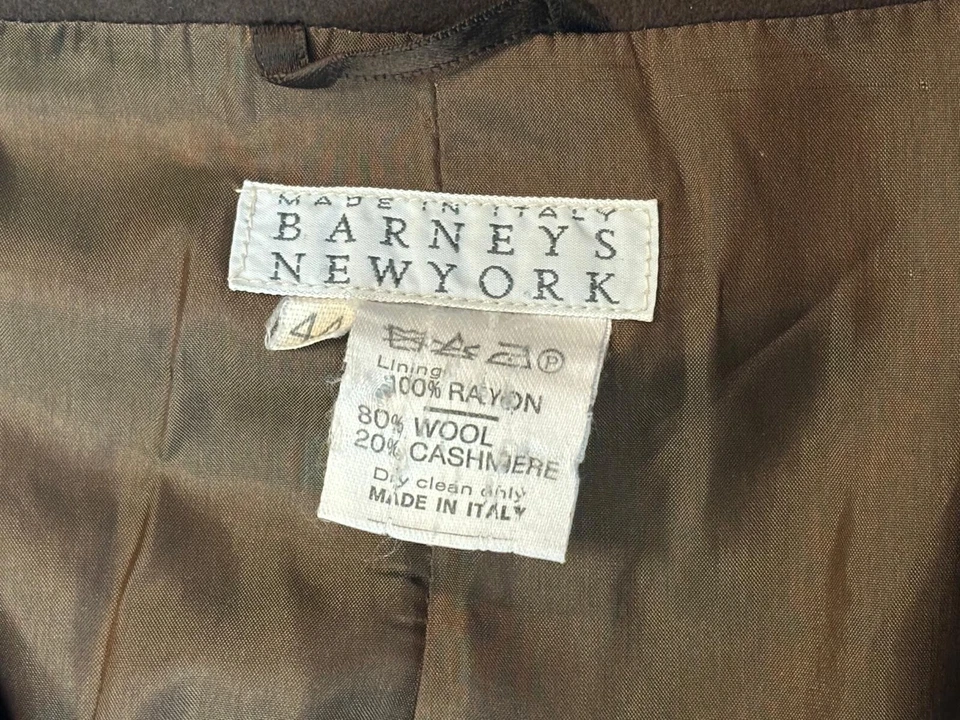 MADE IN ITALY
BARNEYS
NEWYORK
44
P
Lining
100% RAYON
80% WOOL
20% CASHMERE
Dry clean only
MADE IN ITALY